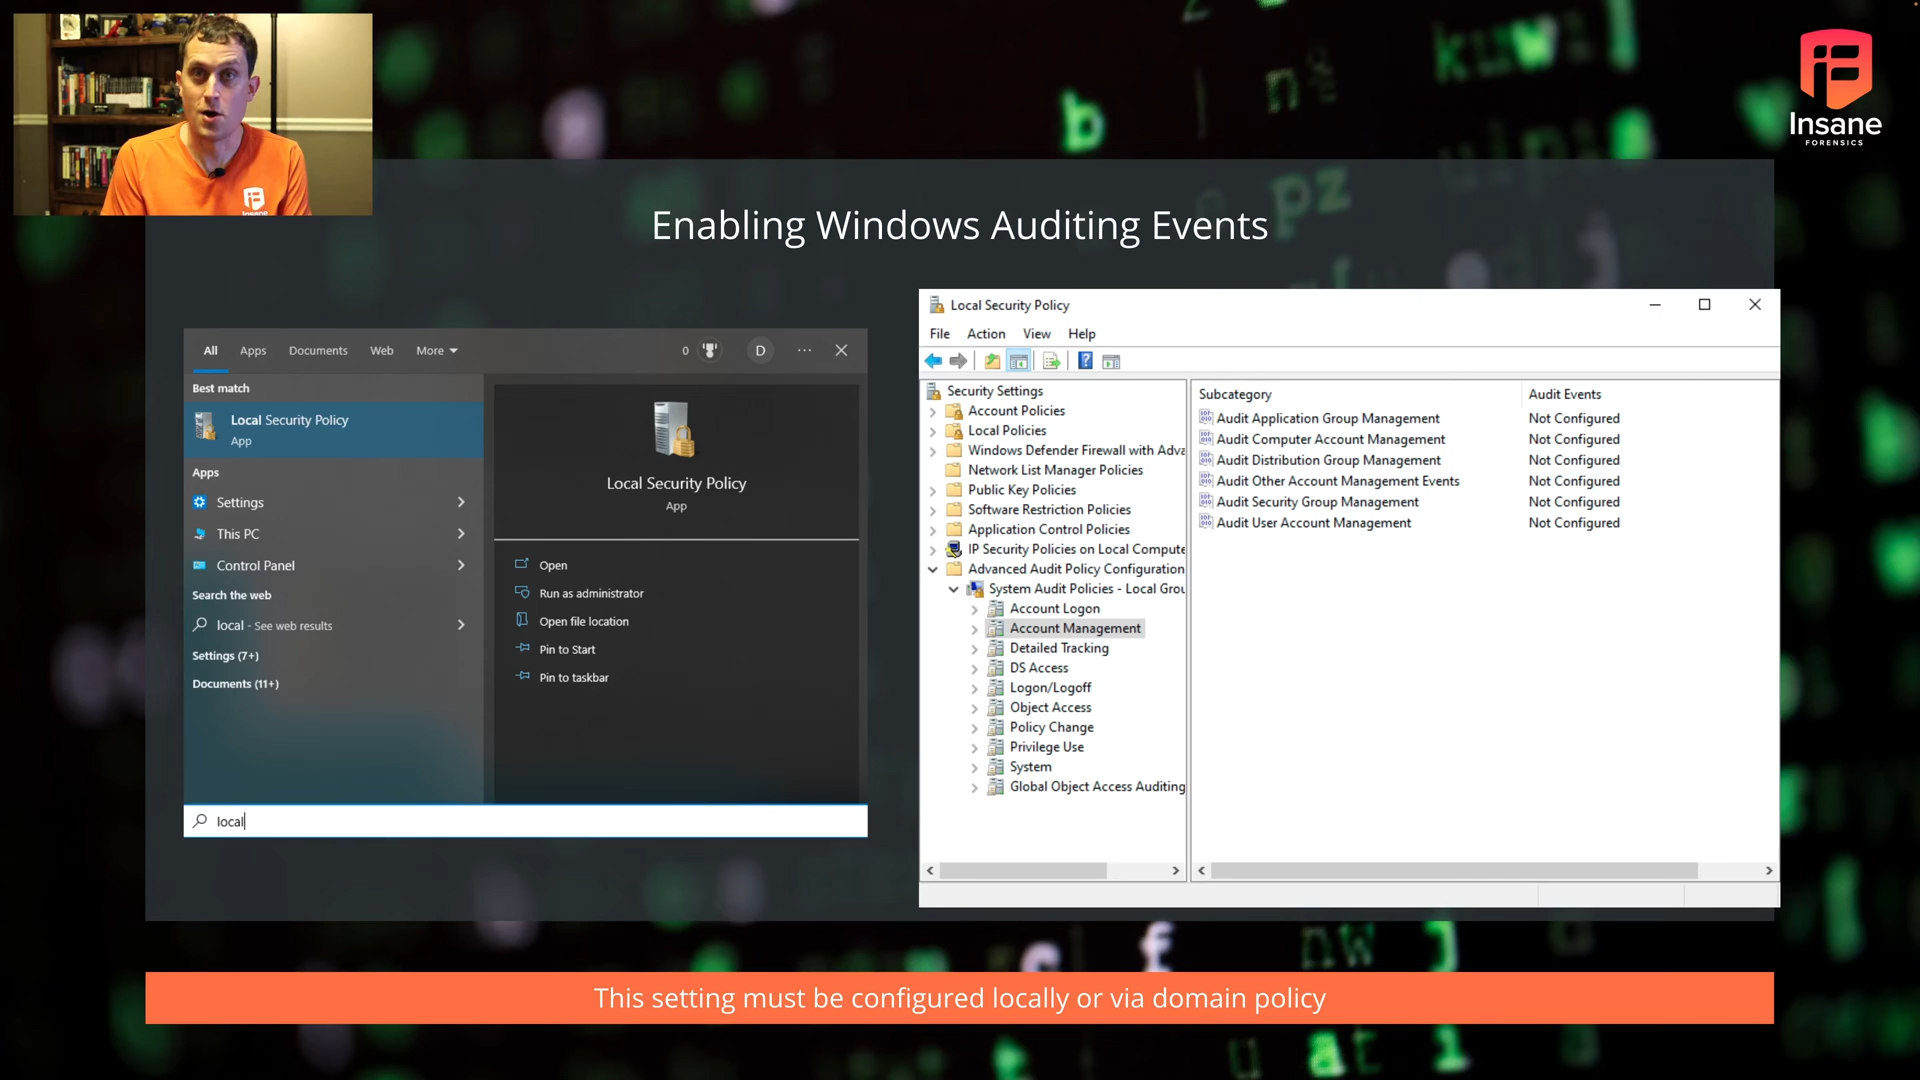 Insane
FORENSICS
Insane
Enabling Windows Auditing Events
All Apps Documents Web More 0 D ...
Best match
Local Security Policy
App
Apps
Settings
This PC
Control Panel
Search the web
local - See web results
Settings (7+)
Documents (11+)
Local Security Policy
App
Open
Run as administrator
Open file location
Pin to Start
Pin to taskbar
local
Local Security Policy
File Action View Help
Security Settings
Account Policies
Local Policies
Windows Defender Firewall with Adva
Network List Manager Policies
Public Key Policies
Software Restriction Policies
Application Control Policies
IP Security Policies on Local Compute
Advanced Audit Policy Configuration
System Audit Policies - Local Grou
Account Logon
Account Management
Detailed Tracking
DS Access
Logon/Logoff
Object Access
Policy Change
Privilege Use
System
Global Object Access Auditing
Subcategory Audit Events
Audit Application Group Management Not Configured
Audit Computer Account Management Not Configured
Audit Distribution Group Management Not Configured
Audit Other Account Management Events Not Configured
Audit Security Group Management Not Configured
Audit User Account Management Not Configured
This setting must be configured locally or via domain policy